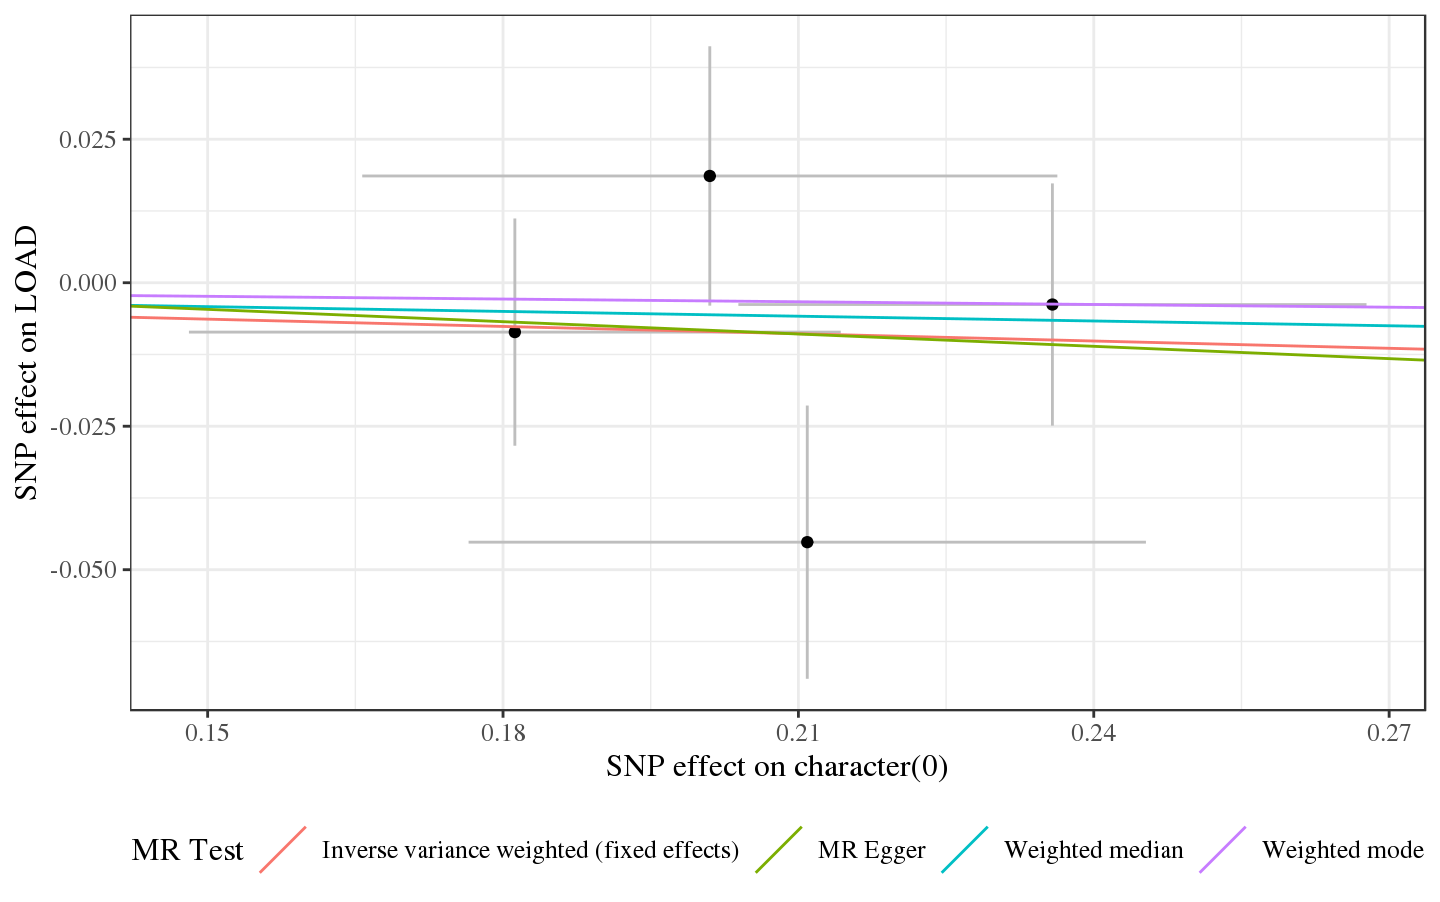 SNP effect on LOAD
0.025
0.000
-0.025
-0.050
0.15 0.18 0.21 0.24 0.27
SNP effect on character(0)
MR Test Inverse variance weighted (fixed effects) MR Egger Weighted median Weighted mode